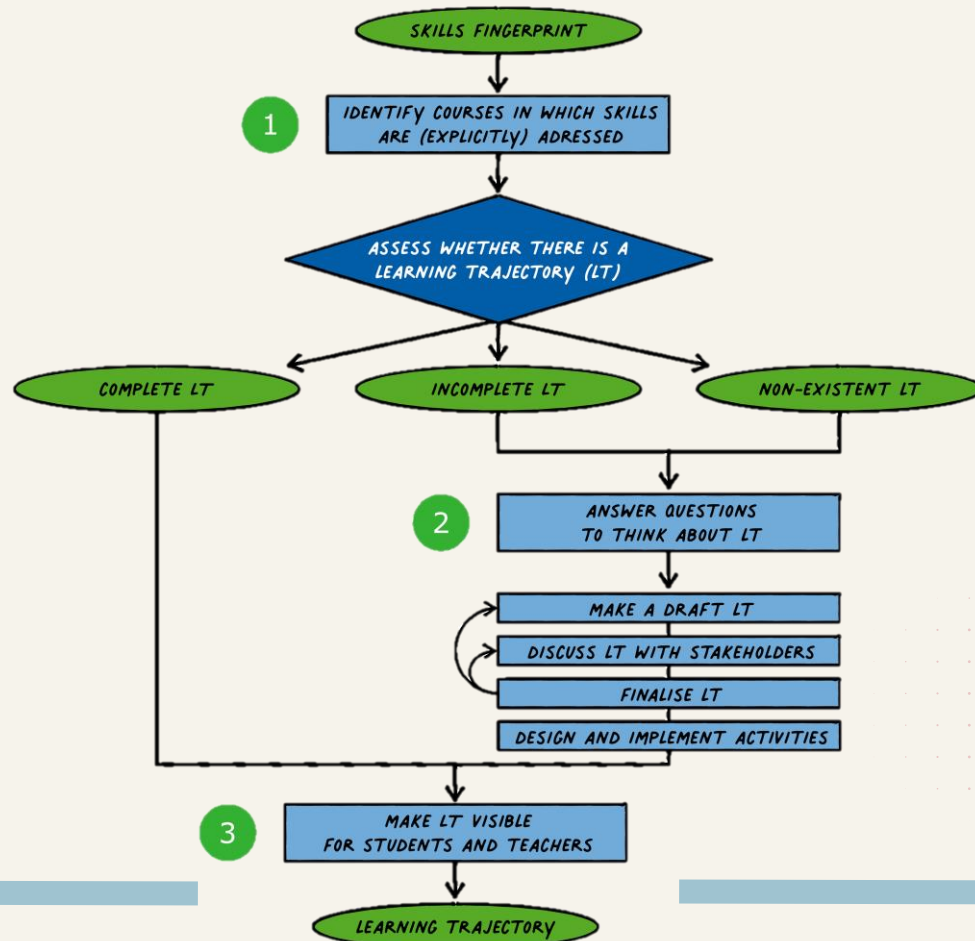 SKILLS FINGERPRINT
1
IDENTIFY COURSES IN WHICH SKILLS
ARE (EXPLICITLY) ADRESSED
ASSESS WHETHER THERE IS A
LEARNING TRAJECTORY (LT)
COMPLETE LT
INCOMPLETE LT
NON-EXISTENT LT
2
ANSWER QUESTIONS
TO THINK ABOUT LT
MAKE A DRAFT LT
DISCUSS LT WITH STAKEHOLDERS
FINALISE LT
DESIGN AND IMPLEMENT ACTIVITIES
3
MAKE LT VISIBLE
FOR STUDENTS AND TEACHERS
LEARNING TRAJECTORY